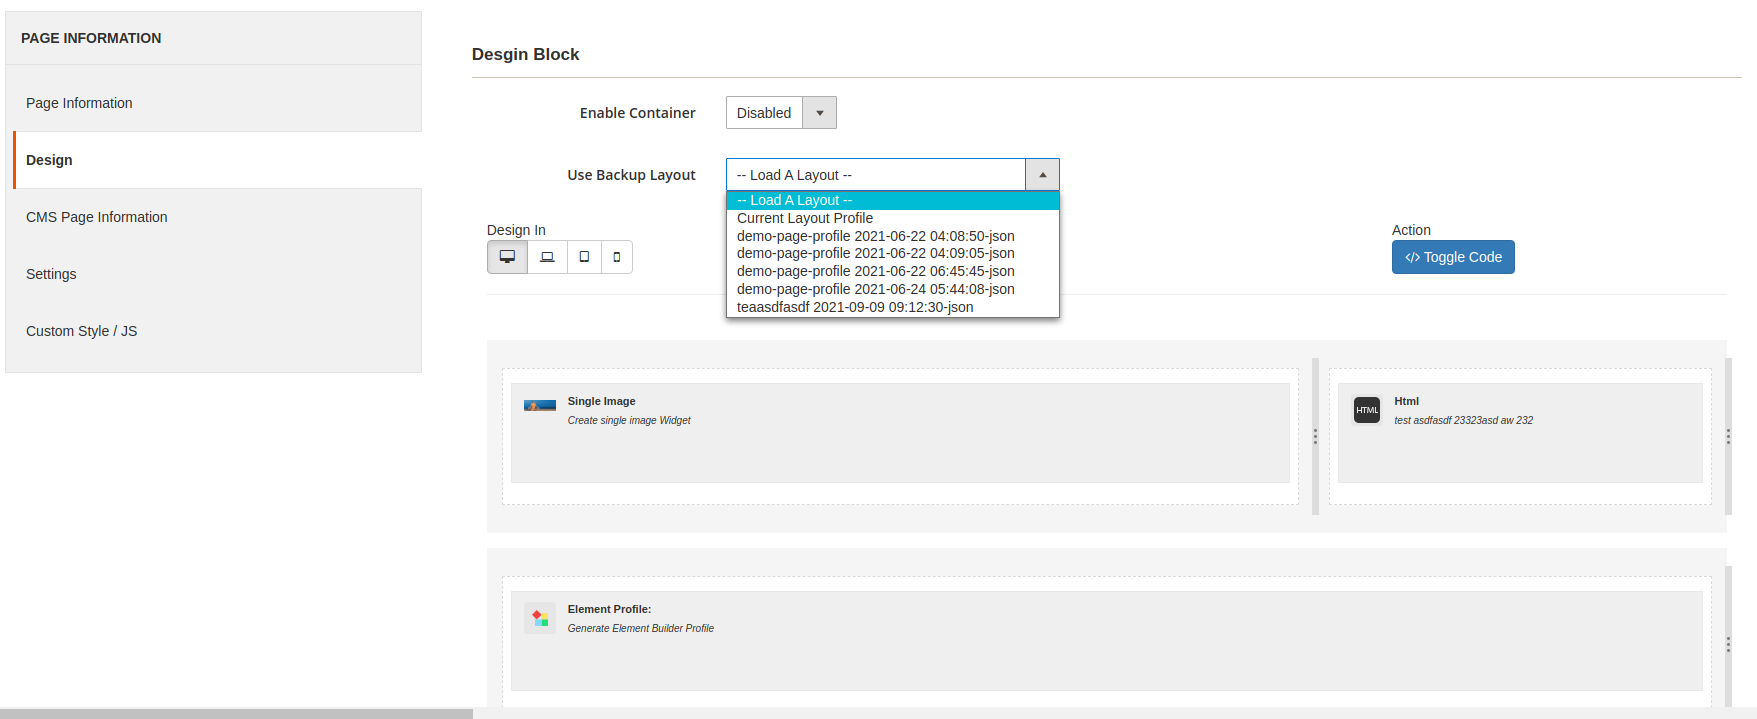 PAGE INFORMATION
Page Information
Design
CMS Page Information
Settings
Custom Style / JS
Desgin Block
Enable Container
Disabled
Use Backup Layout
-- Load A Layout --
-- Load A Layout --
Current Layout Profile
demo-page-profile 2021-06-22 04:08:50-json
demo-page-profile 2021-06-22 04:09:05-json
demo-page-profile 2021-06-22 06:45:45-json
demo-page-profile 2021-06-24 05:44:08-json
teaasdfasdf 2021-09-09 09:12:30-json
Design In
Action
</> Toggle Code
Single Image
Create single image Widget
HTML
Html
test asdfasdf 23323asd aw 232
Element Profile:
Generate Element Builder Profile